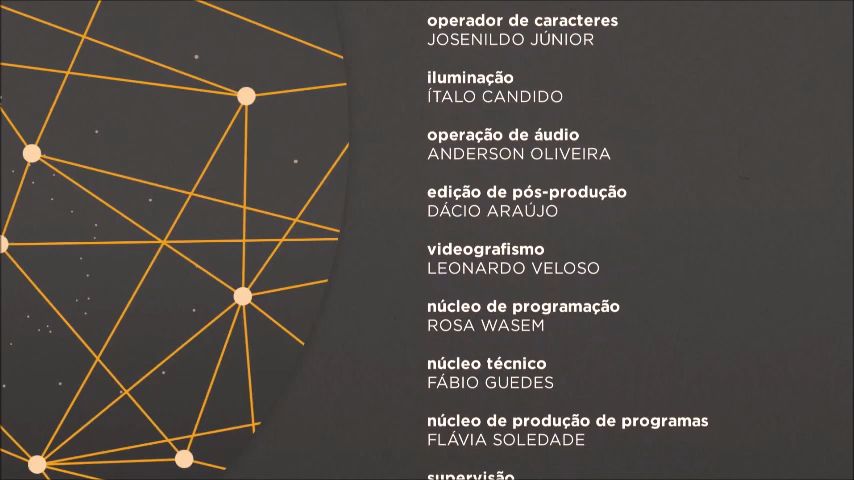 operador de caracteres
JOSENILDO JÚNIOR
iluminação
ÍTALO CANDIDO
operação de áudio
ANDERSON OLIVEIRA
edição de pós-produção
DÁCIO ARAÚJO
videografismo
LEONARDO VELOSO
núcleo de programação
ROSA WASEM
núcleo técnico
FÁBIO GUEDES
núcleo de produção de programas
FLÁVIA SOLEDADE
supervisão